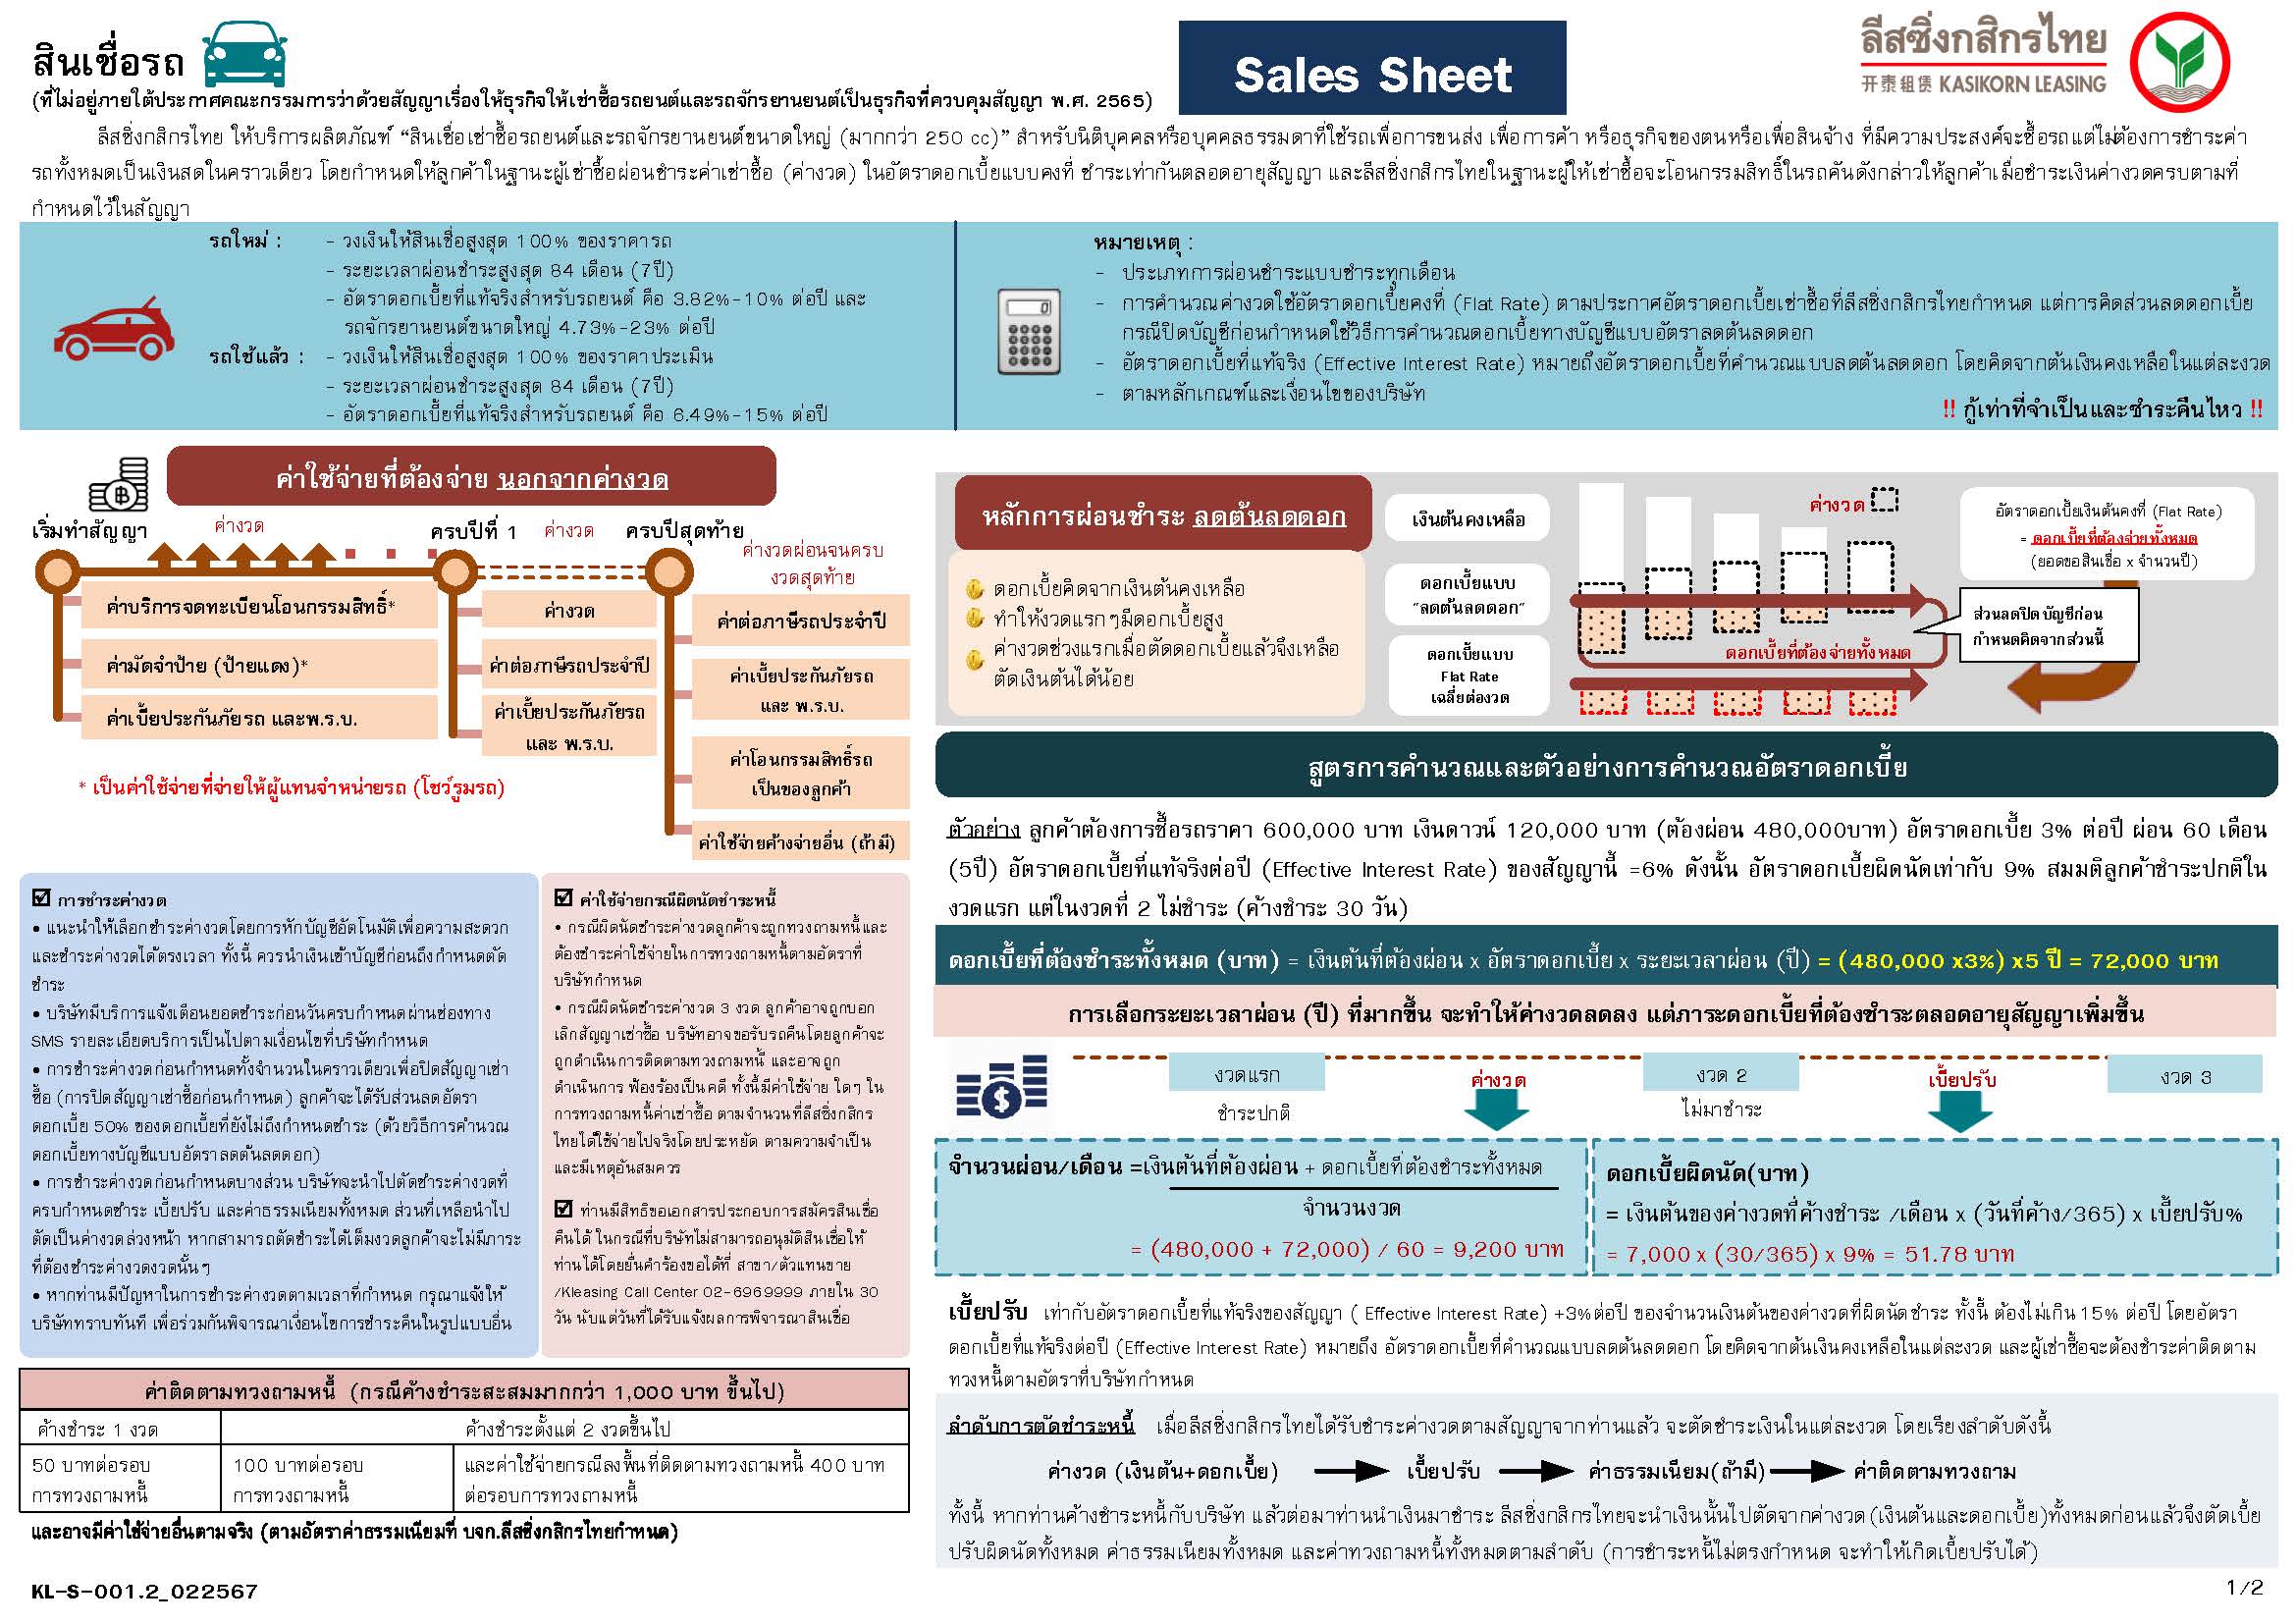 สินเชื่อรถ
(ที่ไม่อยู่ภายใต้ประกาศคณะกรรมการว่าด้วยสัญญาเรื่องให้ธุรกิจให้เช่าซื้อรถยนต์และรถจักรยานยนต์เป็นธุรกิจที่ควบคุมสัญญา พ.ศ. 2565)
Sales Sheet
ลีสซิ่งกสิกรไทย
开泰租赁 KASIKORN LEASING
ลีสซิ่งกสิกรไทย ให้บริการผลิตภัณฑ์ “สินเชื่อเช่าซื้อรถยนต์และรถจักรยานยนต์ขนาดใหญ่ (มากกว่า 250 cc)” สำหรับนิติบุคคลหรือบุคคลธรรมดาที่ใช้รถเพื่อการขนส่ง เพื่อการค้า หรือธุรกิจของตนหรือเพื่อสินจ้าง ที่มีความประสงค์จะซื้อรถแต่ไม่ต้องการชำระค่า
รถทั้งหมดเป็นเงินสดในคราวเดียว โดยกำหนดให้ลูกค้าในฐานะผู้เช่าซื้อผ่อนชำระค่าเช่าซื้อ (ค่างวด) ในอัตราดอกเบี้ยแบบคงที่ ชำระเท่ากันตลอดอายุสัญญา และลีสซิ่งกสิกรไทยในฐานะผู้ให้เช่าซื้อจะโอนกรรมสิทธิ์ในรถคันดังกล่าวให้ลูกค้าเมื่อชำระเงินค่างวดครบตามที่
กำหนดไว้ในสัญญา
รถใหม่ : - วงเงินให้สินเชื่อสูงสุด 100% ของราคารถ
- ระยะเวลาผ่อนชำระสูงสุด 84 เดือน (7ปี)
- อัตราดอกเบี้ยที่แท้จริงสำหรับรถยนต์ คือ 3.82%-10% ต่อปี และ
รถจักรยานยนต์ขนาดใหญ่ 4.73%-23% ต่อปี
รถใช้แล้ว : - วงเงินให้สินเชื่อสูงสุด 100% ของราคาประเมิน
- ระยะเวลาผ่อนชำระสูงสุด 84 เดือน (7ปี)
- อัตราดอกเบี้ยที่แท้จริงสำหรับรถยนต์ คือ 6.49%-15% ต่อปี
หมายเหตุ :
- ประเภทการผ่อนชำระแบบชำระทุกเดือน
- การคำนวณค่างวดใช้อัตราดอกเบี้ยคงที่ (Flat Rate) ตามประกาศอัตราดอกเบี้ยเช่าซื้อที่ลีสซิ่งกสิกรไทยกำหนด แต่การคิดส่วนลดดอกเบี้ย
กรณีปิดบัญชีก่อนกำหนดใช้วิธีการคำนวณดอกเบี้ยทางบัญชีแบบอัตราลดต้นลดดอก
- อัตราดอกเบี้ยที่แท้จริง (Effective Interest Rate) หมายถึงอัตราดอกเบี้ยที่คำนวณแบบลดต้นลดดอก โดยคิดจากต้นเงินคงเหลือในแต่ละงวด
- ตามหลักเกณฑ์และเงื่อนไขของบริษัท
!! กู้เท่าที่จำเป็นและชำระคืนไหว !!
ค่าใช้จ่ายที่ต้องจ่าย นอกจากค่างวด
เริ่มทำสัญญา
ค่างวด
ครบปีที่ 1
ค่างวด
ครบปีสุดท้าย
ค่างวดผ่อนจนครบ
งวดสุดท้าย
ค่าบริการจดทะเบียนโอนกรรมสิทธิ์*
ค่ามัดจำป้าย (ป้ายแดง)*
ค่าเบี้ยประกันภัยรถ และพ.ร.บ.
ค่างวด
ค่าต่อภาษีรถประจำปี
ค่าเบี้ยประกันภัยรถ
และ พ.ร.บ.
ค่าต่อภาษีรถประจำปี
ค่าเบี้ยประกันภัยรถ
และ พ.ร.บ.
ค่าโอนกรรมสิทธิ์รถ
เป็นของลูกค้า
ค่าใช้จ่ายค้างจ่ายอื่น (ถ้ามี)
* เป็นค่าใช้จ่ายที่จ่ายให้ผู้แทนจำหน่ายรถ (โชว์รูมรถ)
หลักการผ่อนชำระ ลดต้นลดดอก
ดอกเบี้ยคิดจากเงินต้นคงเหลือ
ทำให้งวดแรกๆมีดอกเบี้ยสูง
ค่างวดช่วงแรกเมื่อตัดดอกเบี้ยแล้วจึงเหลือ
ตัดเงินต้นได้น้อย
เงินต้นคงเหลือ
ดอกเบี้ยแบบ
“ลดต้นลดดอก”
ดอกเบี้ยแบบ
Flat Rate
เฉลี่ยต่องวด
ค่างวด
ดอกเบี้ยที่ต้องจ่ายทั้งหมด
อัตราดอกเบี้ยเงินต้นคงที่ (Flat Rate)
= ดอกเบี้ยที่ต้องจ่ายทั้งหมด
(ยอดขอสินเชื่อ x จำนวนปี)
ส่วนลดปิดบัญชีก่อน
กำหนดคิดจากส่วนนี้
สูตรการคำนวณและตัวอย่างการคำนวณอัตราดอกเบี้ย
ตัวอย่าง ลูกค้าต้องการซื้อรถราคา 600,000 บาท เงินดาวน์ 120,000 บาท (ต้องผ่อน 480,000บาท) อัตราดอกเบี้ย 3% ต่อปี ผ่อน 60 เดือน
(5ปี) อัตราดอกเบี้ยที่แท้จริงต่อปี (Effective Interest Rate) ของสัญญานี้ =6% ดังนั้น อัตราดอกเบี้ยผิดนัดเท่ากับ 9% สมมติลูกค้าชำระปกติใน
งวดแรก แต่ในงวดที่ 2 ไม่ชำระ (ค้างชำระ 30 วัน)
ดอกเบี้ยที่ต้องชำระทั้งหมด (บาท) = เงินต้นที่ต้องผ่อน x อัตราดอกเบี้ย x ระยะเวลาผ่อน (ปี) = (480,000 x3%) x5 ปี = 72,000 บาท
การเลือกระยะเวลาผ่อน (ปี) ที่มากขึ้น จะทำให้ค่างวดลดลง แต่ภาระดอกเบี้ยที่ต้องชำระตลอดอายุสัญญาเพิ่มขึ้น
งวดแรก
ชำระปกติ
ค่างวด
งวด 2
ไม่มาชำระ
เบี้ยปรับ
งวด 3
จำนวนผ่อน/เดือน =เงินต้นที่ต้องผ่อน + ดอกเบี้ยที่ต้องชำระทั้งหมด
จำนวนงวด
= (480,000 + 72,000) / 60 = 9,200 บาท
ดอกเบี้ยผิดนัด(บาท)
= เงินต้นของค่างวดที่ค้างชำระ /เดือน x (วันที่ค้าง/365) x เบี้ยปรับ%
= 7,000 x (30/365) x 9% = 51.78 บาท
เบี้ยปรับ เท่ากับอัตราดอกเบี้ยที่แท้จริงของสัญญา ( Effective Interest Rate) +3%ต่อปี ของจำนวนเงินต้นของค่างวดที่ผิดนัดชำระ ทั้งนี้ ต้องไม่เกิน 15% ต่อปี โดยอัตรา
ดอกเบี้ยที่แท้จริงต่อปี (Effective Interest Rate) หมายถึง อัตราดอกเบี้ยที่คำนวณแบบลดต้นลดดอก โดยคิดจากต้นเงินคงเหลือในแต่ละงวด และผู้เช่าซื้อจะต้องชำระค่าติดตาม
ทวงหนี้ตามอัตราที่บริษัทกำหนด
ลำดับการตัดชำระหนี้ เมื่อลีสซิ่งกสิกรไทยได้รับชำระค่างวดตามสัญญาจากท่านแล้ว จะตัดชำระเงินในแต่ละงวด โดยเรียงลำดับดังนี้
ค่างวด (เงินต้น+ดอกเบี้ย) เบี้ยปรับ ค่าธรรมเนียม(ถ้ามี) ค่าติดตามทวงถาม
ทั้งนี้ หากท่านค้างชำระหนี้กับบริษัท แล้วต่อมาท่านนำเงินมาชำระ ลีสซิ่งกสิกรไทยจะนำเงินนั้นไปตัดจากค่างวด(เงินต้นและดอกเบี้ย)ทั้งหมดก่อนแล้วจึงตัดเบี้ย
ปรับผิดนัดทั้งหมด ค่าธรรมเนียมทั้งหมด และค่าทวงถามหนี้ทั้งหมดตามลำดับ (การชำระหนี้ไม่ตรงกำหนด จะทำให้เกิดเบี้ยปรับได้)
การชำระค่างวด
• แนะนำให้เลือกชำระค่างวดโดยการหักบัญชีอัตโนมัติเพื่อความสะดวก
และชำระค่างวดได้ตรงเวลา ทั้งนี้ ควรนำเงินเข้าบัญชีก่อนถึงกำหนดตัด
ชำระ
• บริษัทมีบริการแจ้งเตือนยอดชำระก่อนวันครบกำหนดผ่านช่องทาง
SMS รายละเอียดบริการเป็นไปตามเงื่อนไขที่บริษัทกำหนด
• การชำระค่างวดก่อนกำหนดทั้งจำนวนในคราวเดียวเพื่อปิดสัญญาเช่า
ซื้อ (การปิดสัญญาเช่าซื้อก่อนกำหนด) ลูกค้าจะได้รับส่วนลดอัตรา
ดอกเบี้ย 50% ของดอกเบี้ยที่ยังไม่ถึงกำหนดชำระ (ด้วยวิธีการคำนวณ
ดอกเบี้ยทางบัญชีแบบอัตราลดต้นลดดอก)
• การชำระค่างวดก่อนกำหนดบางส่วน บริษัทจะนำไปตัดชำระค่างวดที่
ครบกำหนดชำระ เบี้ยปรับ และค่าธรรมเนียมทั้งหมด ส่วนที่เหลือนำไป
ตัดเป็นค่างวดล่วงหน้า หากสามารถตัดชำระได้เต็มงวดลูกค้าจะไม่มีภาระ
ที่ต้องชำระค่างวดงวดนั้นๆ
• หากท่านมีปัญหาในการชำระค่างวดตามเวลาที่กำหนด กรุณาแจ้งให้
บริษัททราบทันที เพื่อร่วมกันพิจารณาเงื่อนไขการชำระคืนในรูปแบบอื่น
ค่าใช้จ่ายกรณีผิดนัดชำระหนี้
• กรณีผิดนัดชำระค่างวดลูกค้าจะถูกทวงถามหนี้และ
ต้องชำระค่าใช้จ่ายในการทวงถามหนี้ตามอัตราที่
บริษัทกำหนด
• กรณีผิดนัดชำระค่างวด 3 งวด ลูกค้าอาจถูกบอก
เลิกสัญญาเช่าซื้อ บริษัทอาจขอรับรถคืนโดยลูกค้าจะ
ถูกดำเนินการติดตามทวงถามหนี้ และอาจถูก
ดำเนินการ ฟ้องร้องเป็นคดี ทั้งนี้มีค่าใช้จ่าย ใดๆ ใน
การทวงถามหนี้ค่าเช่าซื้อ ตามจำนวนที่ลีสซิ่งกสิกร
ไทยได้ใช้จ่ายไปจริงโดยประหยัด ตามความจำเป็น
และมีเหตุอันสมควร
ท่านมีสิทธิขอเอกสารประกอบการสมัครสินเชื่อ
คืนได้ ในกรณีที่บริษัทไม่สามารถอนุมัติสินเชื่อให้
ท่านได้โดยยื่นคำร้องขอได้ที่ สาขา/ตัวแทนขาย
/Kleasing Call Center 02-6969999 ภายใน 30
วัน นับแต่วันที่ได้รับแจ้งผลการพิจารณาสินเชื่อ
ค่าติดตามทวงถามหนี้ (กรณีค้างชำระสะสมมากกว่า 1,000 บาท ขึ้นไป)
ค้างชำระ 1 งวด ค้างชำระตั้งแต่ 2 งวดขึ้นไป
50 บาทต่อรอบ 100 บาทต่อรอบ และค่าใช้จ่ายกรณีลงพื้นที่ติดตามทวงถามหนี้ 400 บาท
การทวงถามหนี้ การทวงถามหนี้ ต่อรอบการทวงถามหนี้
และอาจมีค่าใช้จ่ายอื่นตามจริง (ตามอัตราค่าธรรมเนียมที่ บจก.ลีสซิ่งกสิกรไทยกำหนด)
KL-S-001.2_022567
1/2